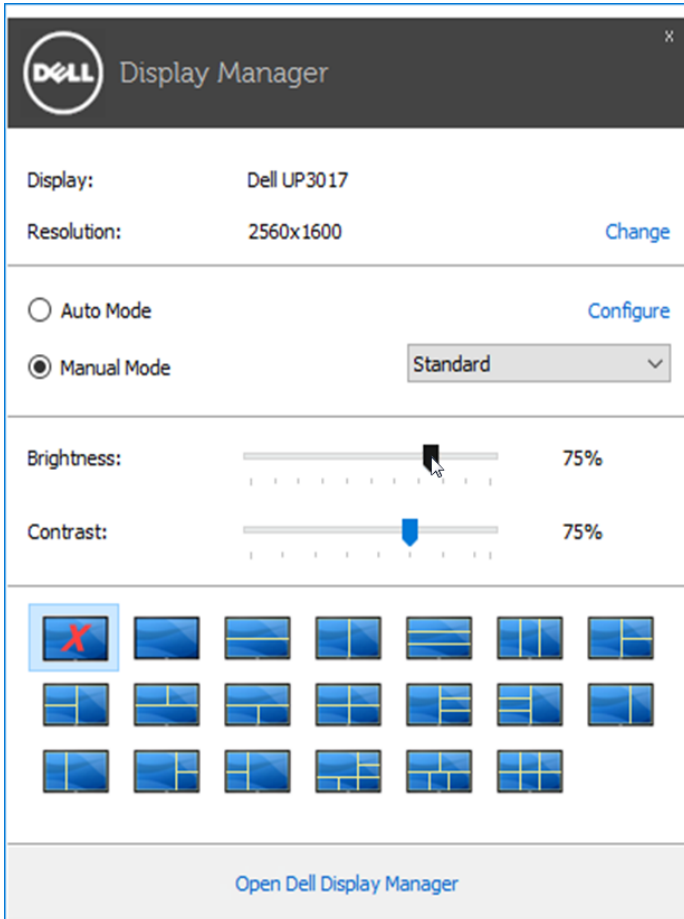 X
DELL Display Manager
Display: Dell UP3017
Resolution: 2560x1600 Change
Auto Mode Configure
Manual Mode Standard
Brightness: 75%
Contrast: 75%
X
Open Dell Display Manager